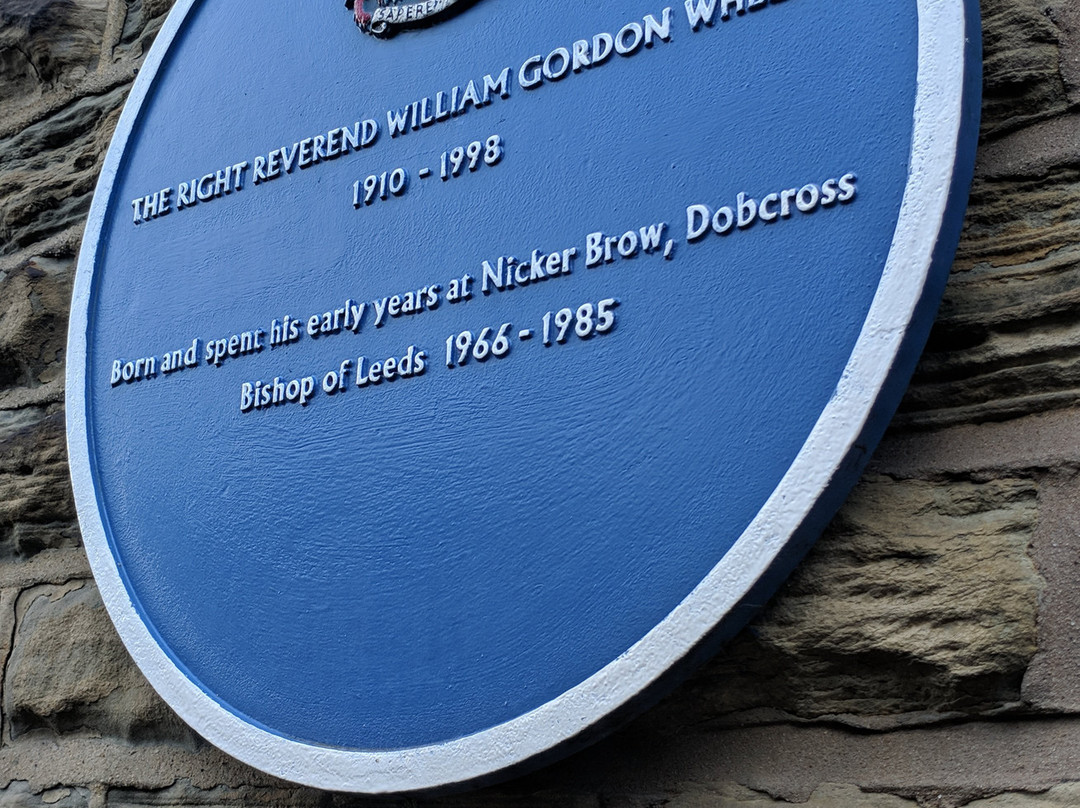 SAPERE
THE RIGHT REVEREND WILLIAM GORDON
1910 - 1998
Born and spent his early years at Nicker Brow, Dobcross
Bishop of Leeds 1966 - 1985